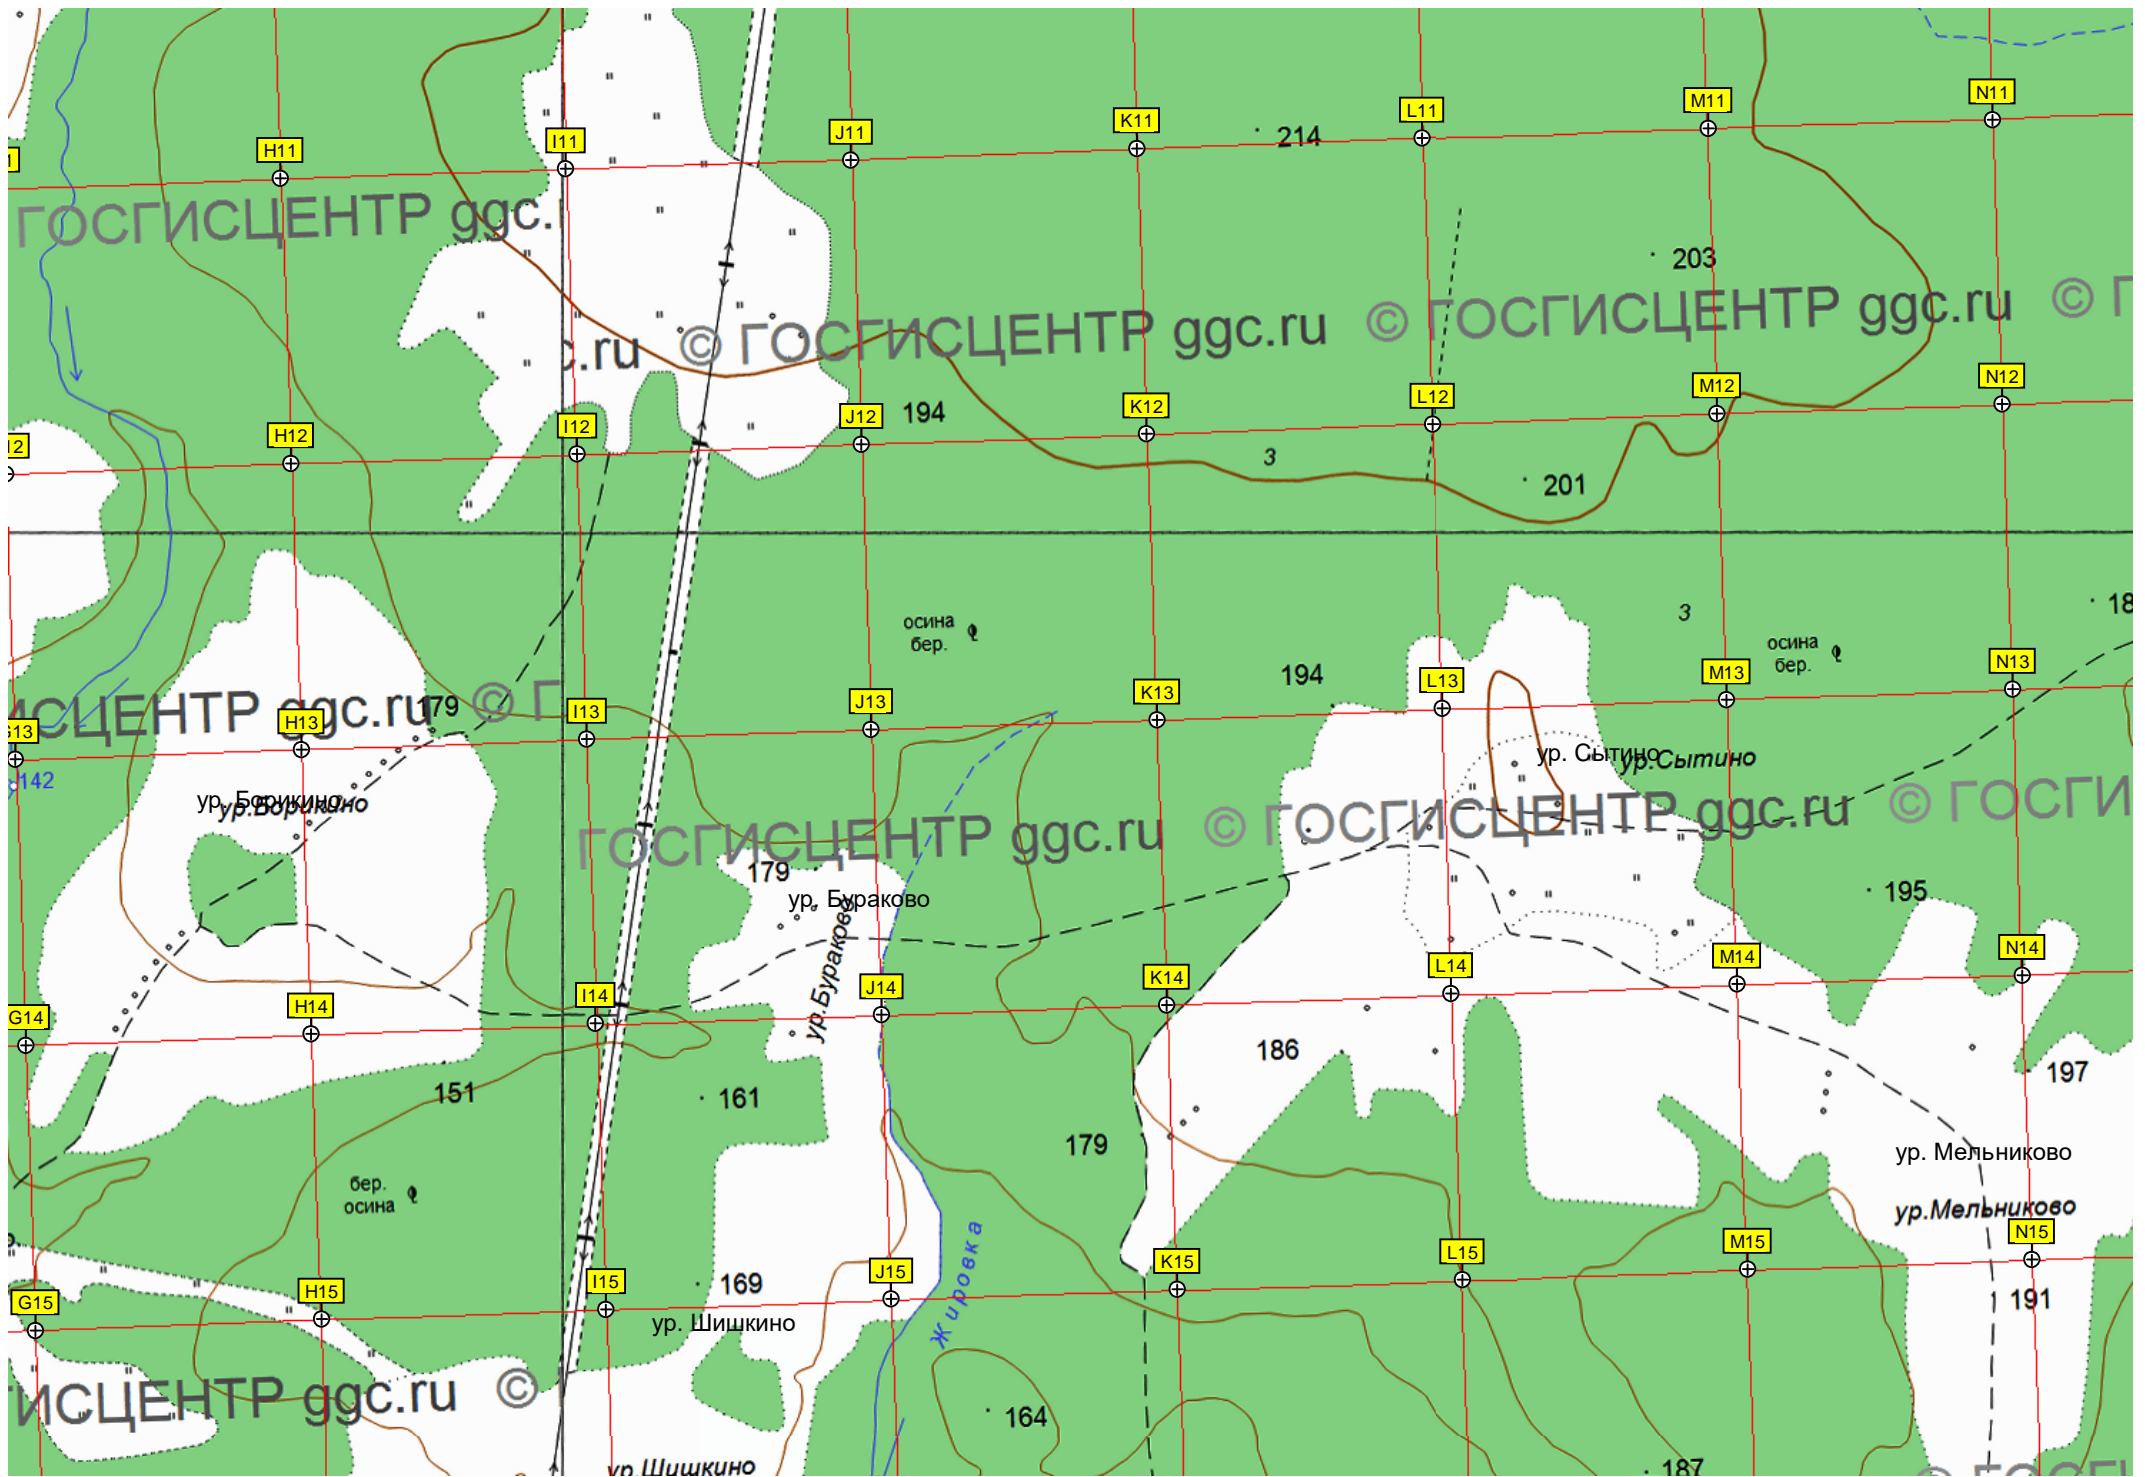 N11
M11
L11
K11
J11
I11
H11
214
ГОСГИСЦЕНТР ggc.
203
© ГОСГИСЦЕНТР ggc.ru
© ГОСГИСЦЕНТР ggc.ru
©
.ru
N12
M12
L12
K12
J12
194
I12
H12
12
3
201
осина
бер.
3
осина
бер.
N13
M13
L13
194
K13
J13
I13
H13
179
ИСЦЕНТР ggc.ru
©
142
ур. Сытино
ур.Сытино
ур. Борикино
ур.Борикино
ГОСГИСЦЕНТР ggc.ru
© ГОСГИСЦЕНТР ggc.ru
© ГОСГИ
179
ур. Бураково
ур.Бураково
195
N14
M14
L14
K14
J14
I14
H14
G14
186
197
151
161
179
ур. Мельниково
ур.Мельниково
бер.
осина
Жировка
N15
M15
L15
K15
J15
I15
H15
G15
169
191
ур. Шишкино
ГИСЦЕНТР ggc.ru
©
164
ур.Шишкино
187